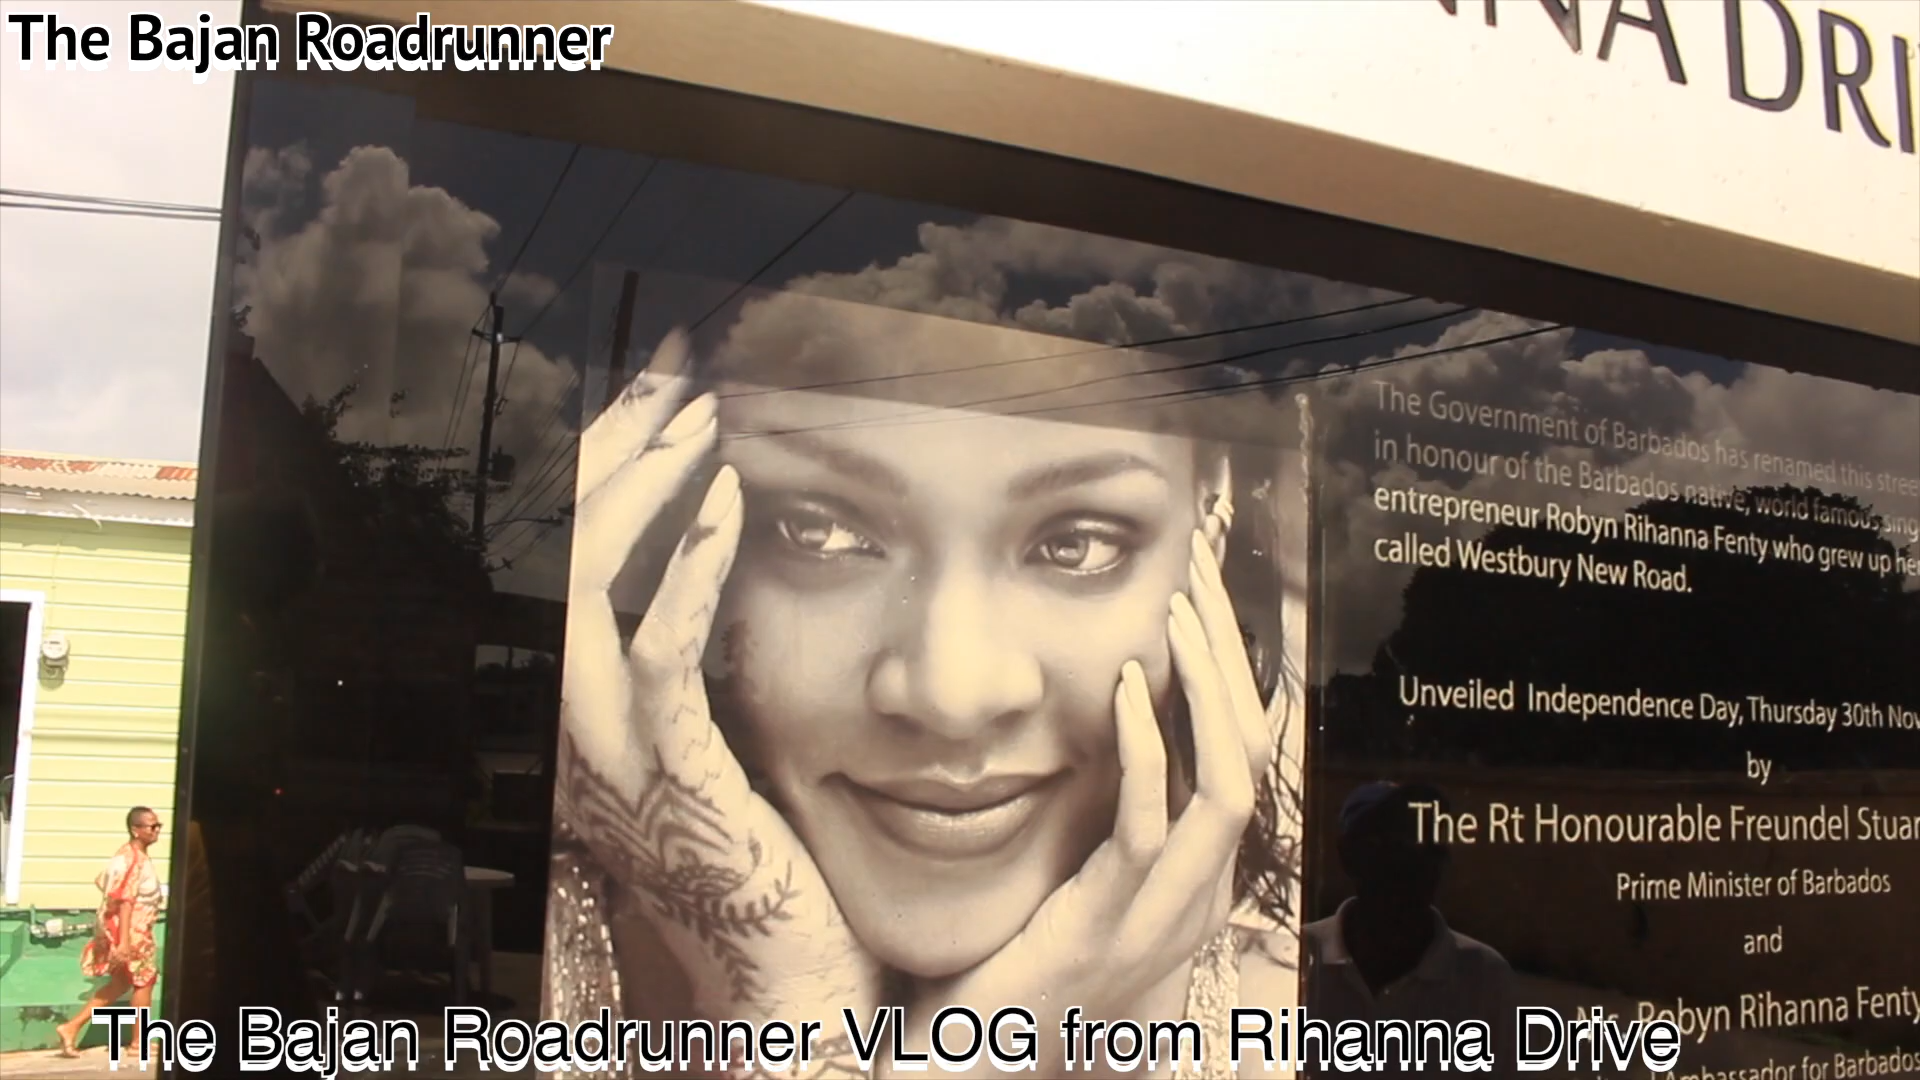 The Bajan Roadrunner
NNA DRI
The Government of Barbados has renamed this stree
in honour of the Barbados native, world famous sing
entrepreneur Robyn Rihanna Fenty who grew up he
called Westbury New Road.
Unveiled Independence Day, Thursday 30th Nov
by
The Rt Honourable Freundel Stuar
Prime Minister of Barbados
and
Robyn Rihanna Fenty
Ambassador for Barbados
The Bajan Roadrunner VLOG from Rihanna Drive